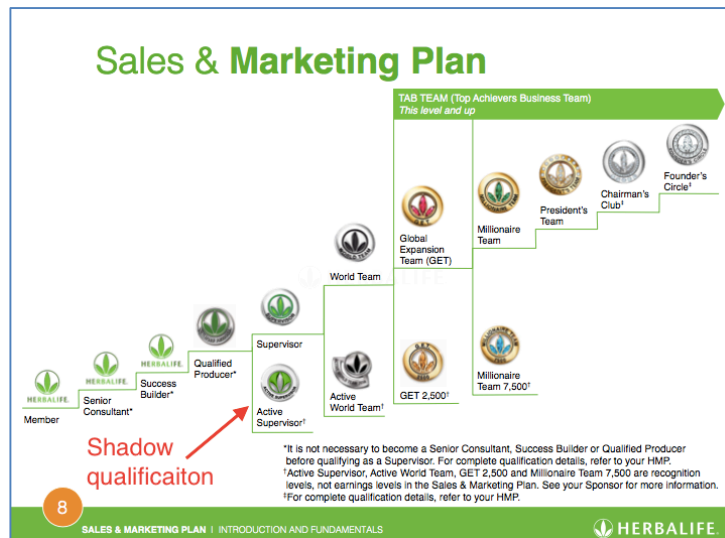 Sales & Marketing Plan
TAB TEAM (Top Achievers Business Team)
This level and up
Founder's
Circle‡
Chairman's
Club‡
President's
Team
Millionaire
Team
Global
Expansion
Team (GET)
World Team
Supervisor
Qualified
Producer*
HERBALIFE.
Success
Builder*
HERBALIFE.
Senior
Consultant*
HERBALIFE.
Member
Active
Supervisor†
Active
World Team†
GET 2,500†
Millionaire
Team 7,500†
Shadow
qualificaiton
*It is not necessary to become a Senior Consultant, Success Builder or Qualified Producer
before qualifying as a Supervisor. For complete qualification details, refer to your HMP.
†Active Supervisor, Active World Team, GET 2,500 and Millionaire Team 7,500 are recognition
levels, not earnings levels in the Sales & Marketing Plan. See your Sponsor for more information.
‡For complete qualification details, refer to your HMP.
8
SALES & MARKETING PLAN | INTRODUCTION AND FUNDAMENTALS
HERBALIFE.